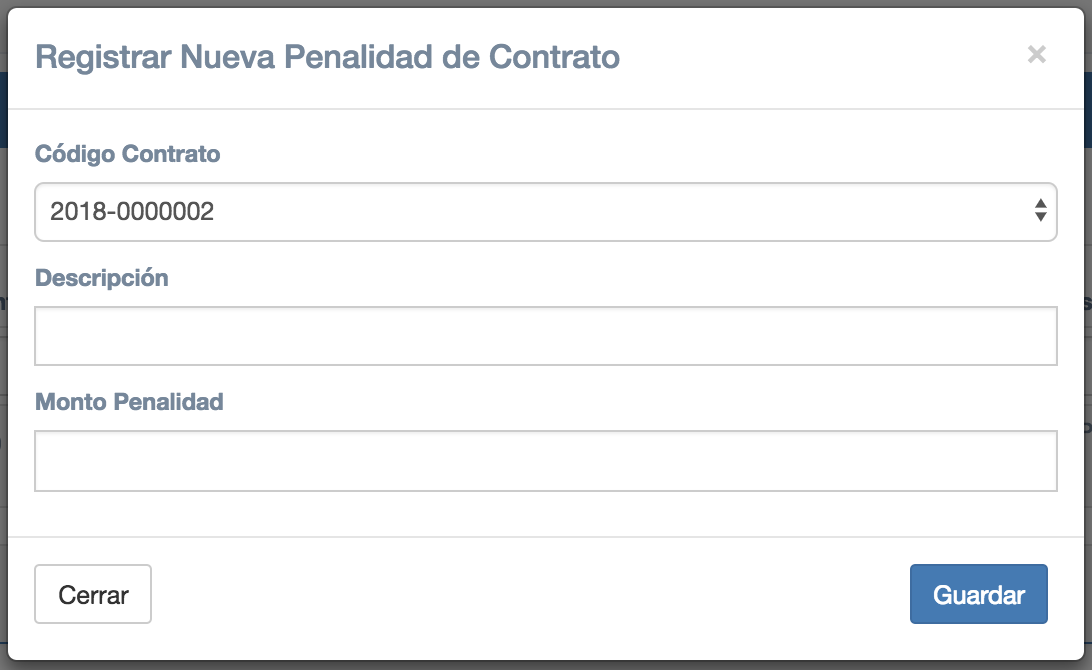 Registrar Nueva Penalidad de Contrato
×
Código Contrato
2018-0000002
Descripción
Monto Penalidad
Cerrar
Guardar